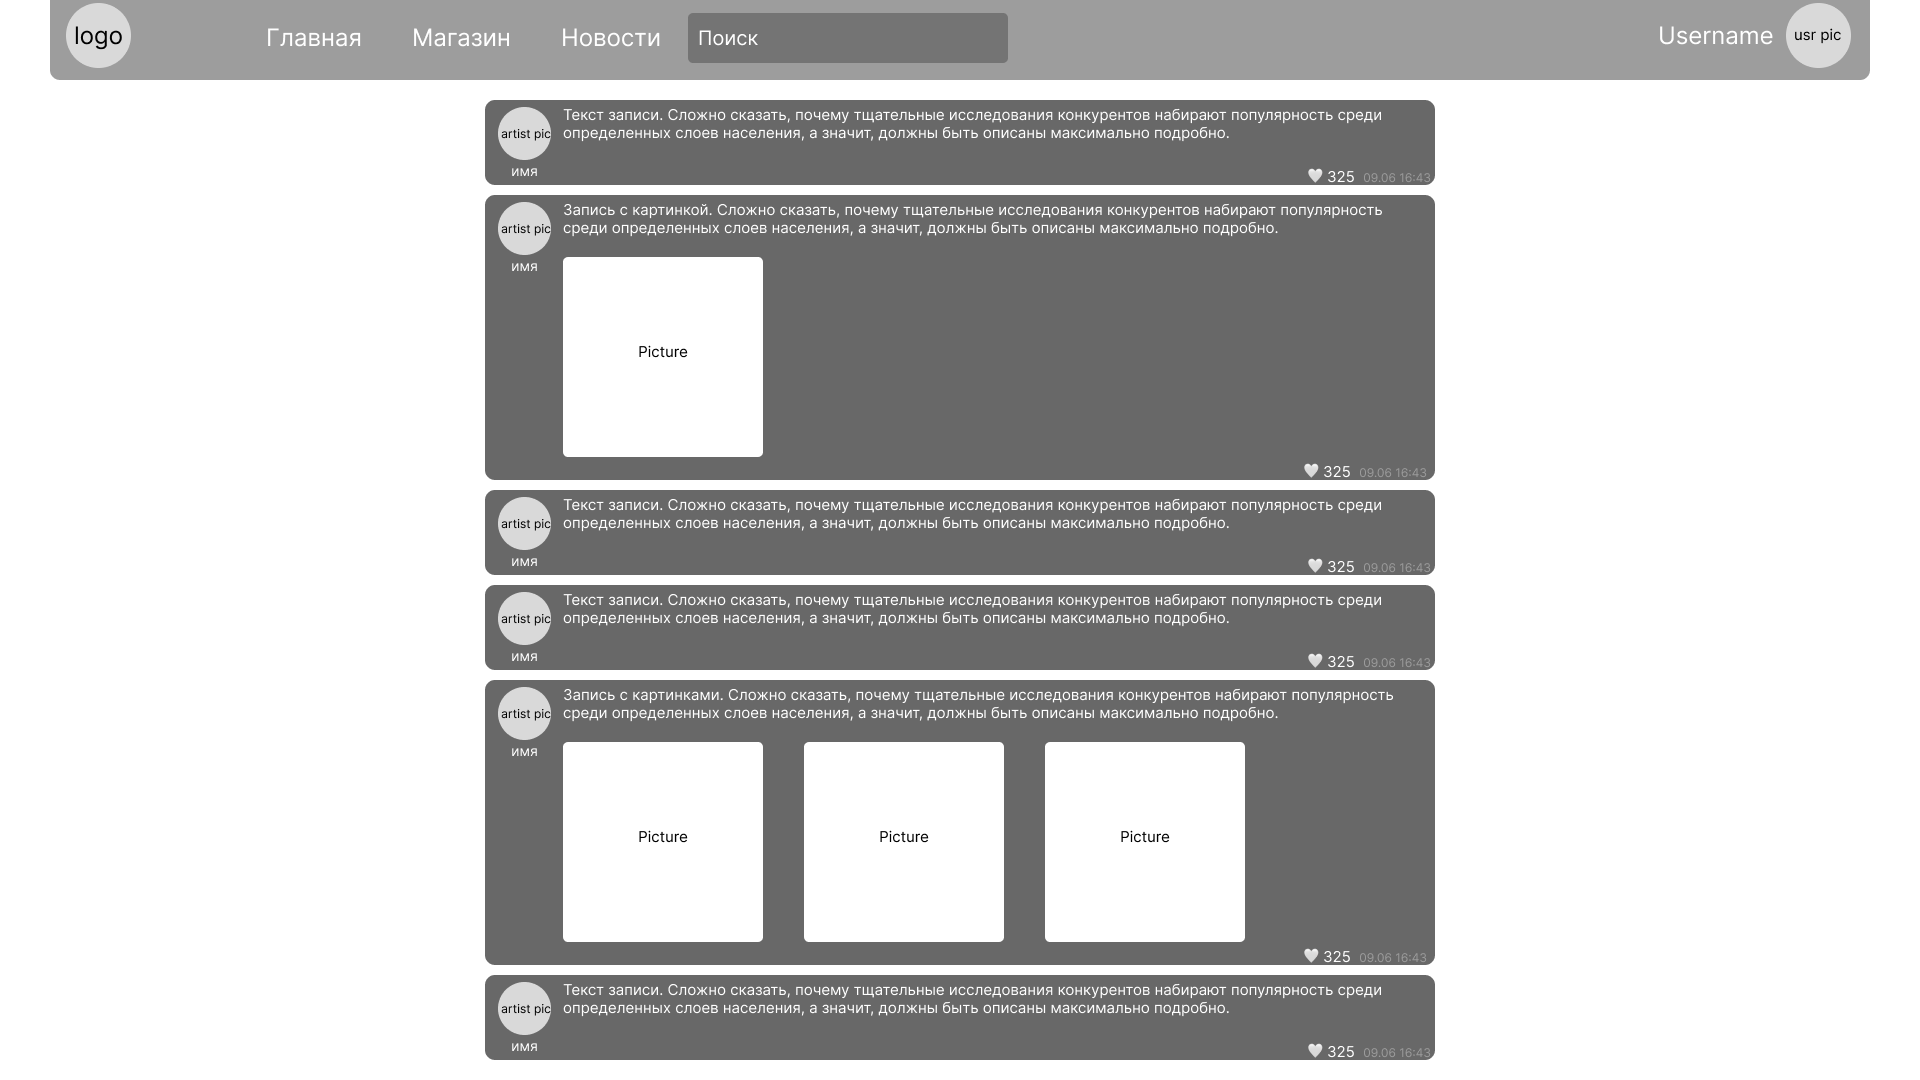 logo
Главная
Магазин
Новости
Поиск
Username
usr pic
artist pic
имя
Текст записи. Сложно сказать, почему тщательные исследования конкурентов набирают популярность среди
определенных слоев населения, а значит, должны быть описаны максимально подробно.
325 09.06 16:43
artist pic
имя
Запись с картинкой. Сложно сказать, почему тщательные исследования конкурентов набирают популярность
среди определенных слоев населения, а значит, должны быть описаны максимально подробно.
Picture
325 09.06 16:43
artist pic
имя
Текст записи. Сложно сказать, почему тщательные исследования конкурентов набирают популярность среди
определенных слоев населения, а значит, должны быть описаны максимально подробно.
325 09.06 16:43
artist pic
имя
Текст записи. Сложно сказать, почему тщательные исследования конкурентов набирают популярность среди
определенных слоев населения, а значит, должны быть описаны максимально подробно.
325 09.06 16:43
artist pic
имя
Запись с картинками. Сложно сказать, почему тщательные исследования конкурентов набирают популярность
среди определенных слоев населения, а значит, должны быть описаны максимально подробно.
Picture
Picture
Picture
325 09.06 16:43
artist pic
имя
Текст записи. Сложно сказать, почему тщательные исследования конкурентов набирают популярность среди
определенных слоев населения, а значит, должны быть описаны максимально подробно.
325 09.06 16:43